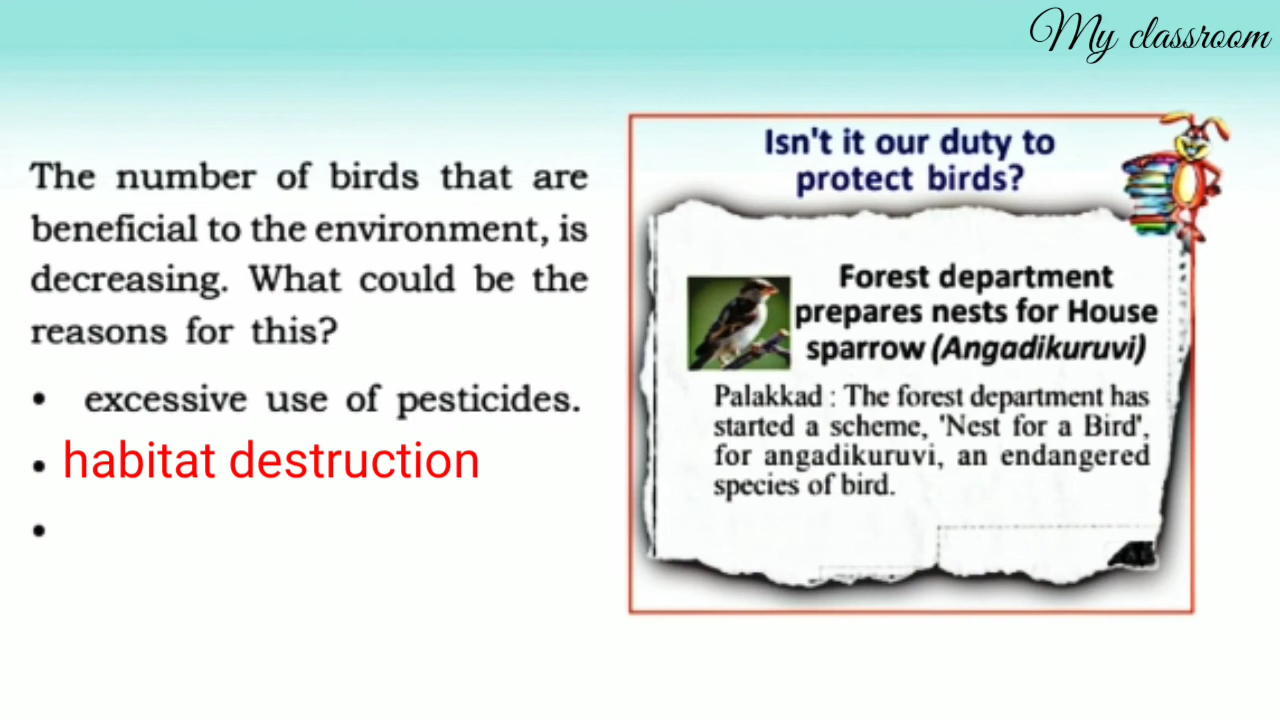 My classroom
The number of birds that are
beneficial to the environment, is
decreasing. What could be the
reasons for this?
• excessive use of pesticides.
• habitat destruction
•
Isn't it our duty to
protect birds?
Forest department
prepares nests for House
sparrow (Angadikuruvi)
Palakkad : The forest department has
started a scheme, 'Nest for a Bird',
for angadikuruvi, an endangered
species of bird.